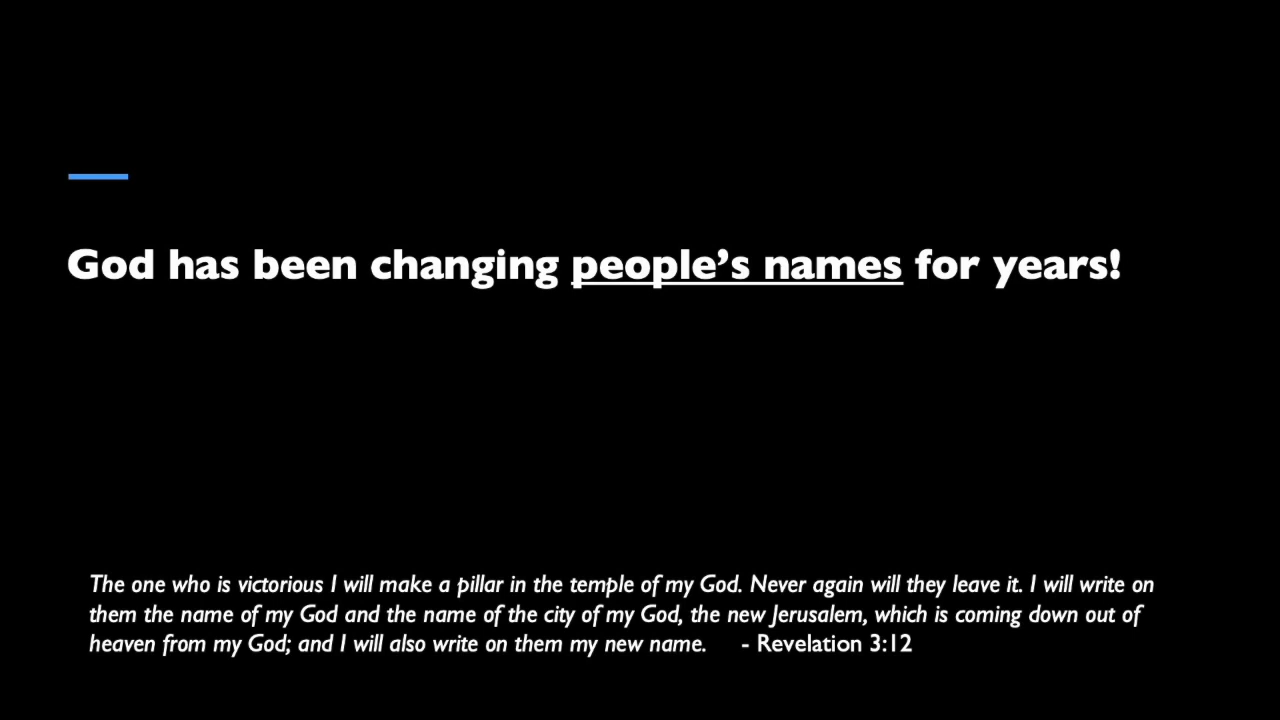 God has been changing people’s names for years!
The one who is victorious I will make a pillar in the temple of my God. Never again will they leave it. I will write on
them the name of my God and the name of the city of my God, the new Jerusalem, which is coming down out of
heaven from my God; and I will also write on them my new name. - Revelation 3:12